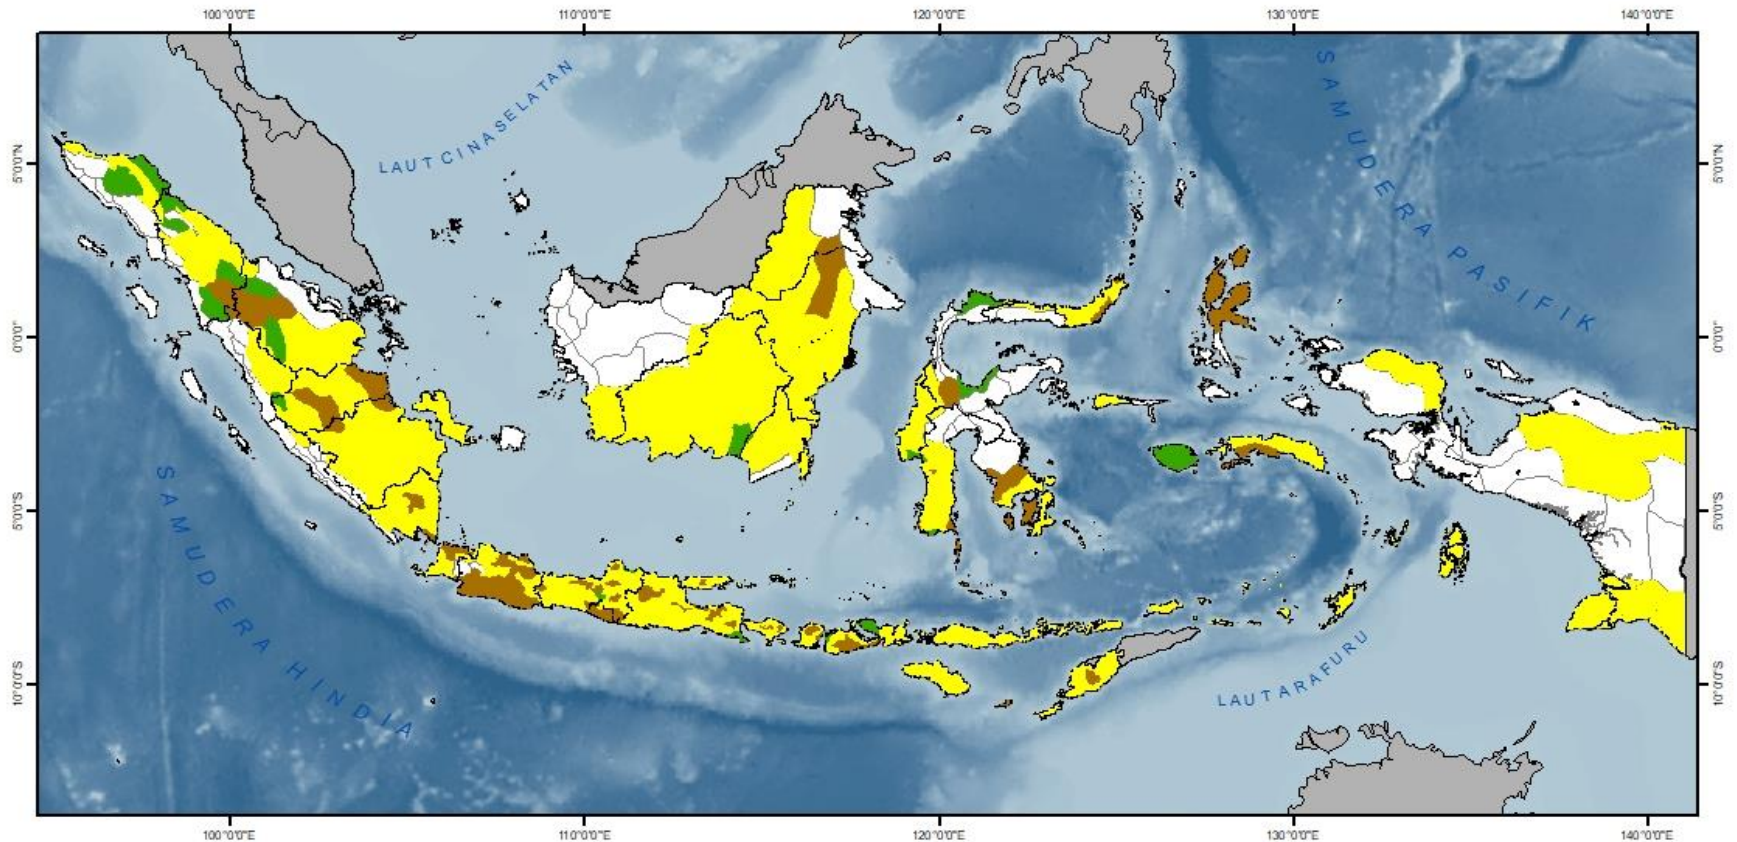 100°0'0"E 110°0'0"E 120°0'0"E 130°0'0"E 140°0'0"E
LAUT CINA SELATAN
SAMUDERA PASIFIK
5°0'0"N 5°0'0"N
0°0'0" 0°0'0"
SAMUDERA HINDIA
5°0'0"S 5°0'0"S
LAUT ARAFURU
10°0'0"S 10°0'0"S
100°0'0"E 110°0'0"E 120°0'0"E 130°0'0"E 140°0'0"E